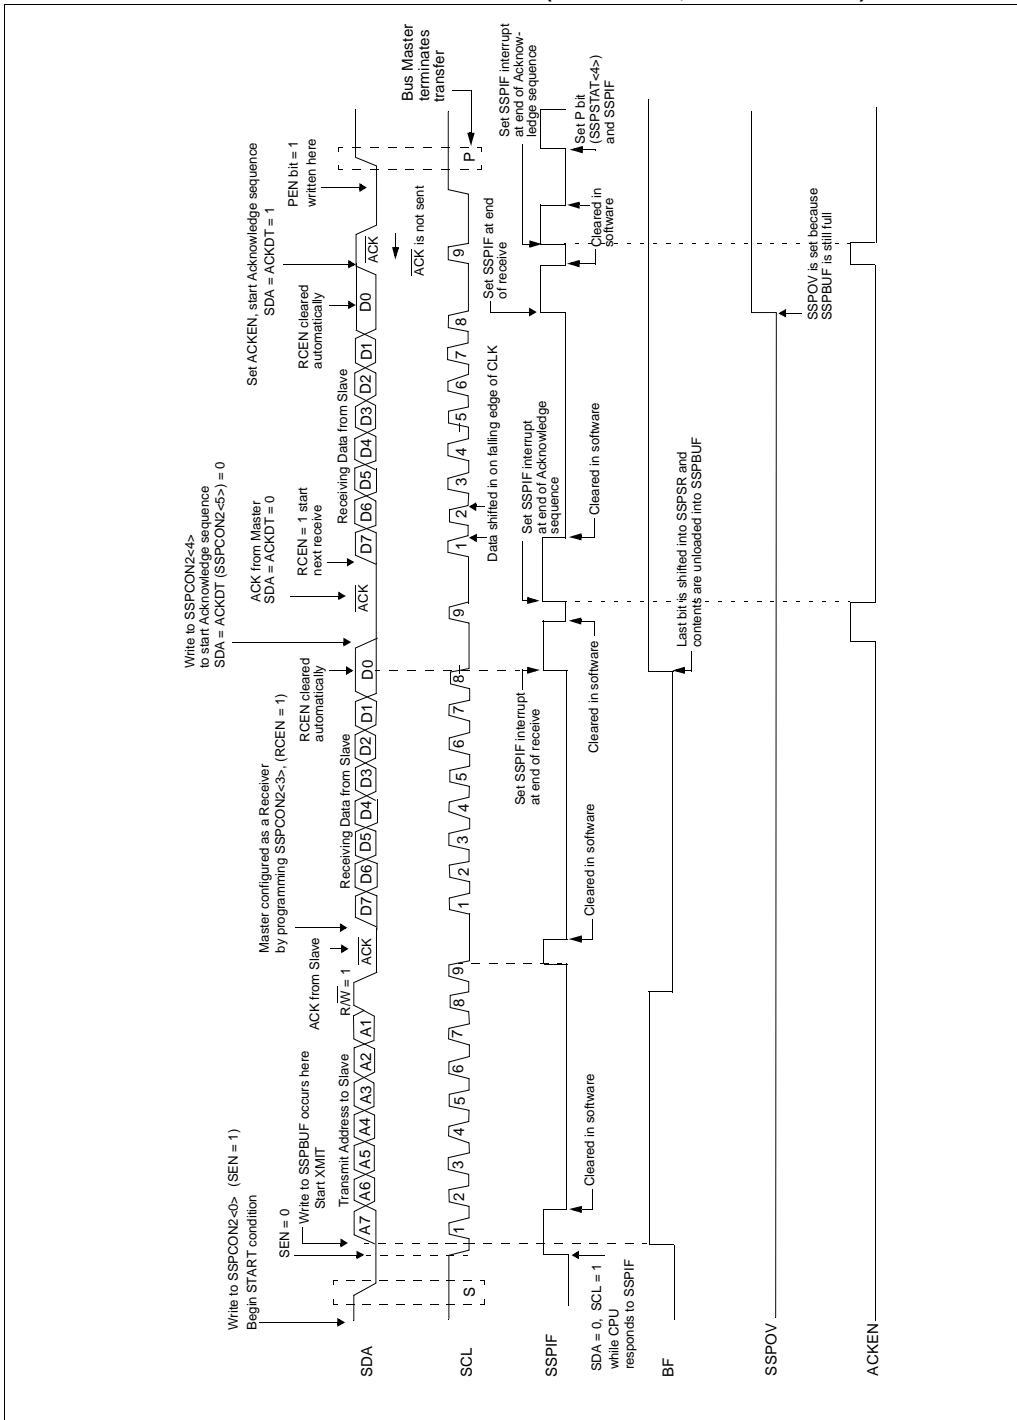 Write to SSPCON2<0> (SEN = 1)
Begin START condition
SEN = 0
Write to SSPBUF occurs here
Start XMIT
Transmit Address to Slave
ACK from Slave
R/W = 1
Master configured as a Receiver
by programming SSPCON2<3>, (RCEN = 1)
Receiving Data from Slave
RCEN cleared
automatically
Write to SSPCON2<4>
to start Acknowledge sequence
SDA = ACKDT (SSPCON2<5>) = 0
ACK from Master
SDA = ACKDT = 0
RCEN = 1 start
next receive
Receiving Data from Slave
RCEN cleared
automatically
Set ACKEN, start Acknowledge sequence
SDA = ACKDT = 1
PEN bit = 1
written here
SDA
A7 A6 A5 A4 A3 A2 A1
ACK
D7 D6 D5 D4 D3 D2 D1 D0
ACK
D7 D6 D5 D4 D3 D2 D1 D0
ACK
ACK is not sent
Bus Master
terminates
transfer
SCL
S
1 2 3 4 5 6 7 8 9
1 2 3 4 5 6 7 8
9
1 2 3 4 5 6 7 8
9
P
Data shifted in on falling edge of CLK
SSPIF
SDA = 0, SCL = 1
while CPU
responds to SSPIF
Cleared in software
Cleared in software
Set SSPIF interrupt
at end of receive
Cleared in software
Set SSPIF interrupt
at end of Acknowledge
sequence
Cleared in software
Set SSPIF at end
of receive
Cleared in
software
Set SSPIF interrupt
at end of Acknow-
ledge sequence
Set P bit
(SSPSTAT<4>)
and SSPIF
BF
Last bit is shifted into SSPSR and
contents are unloaded into SSPBUF
SSPOV
SSPOV is set because
SSPBUF is still full
ACKEN